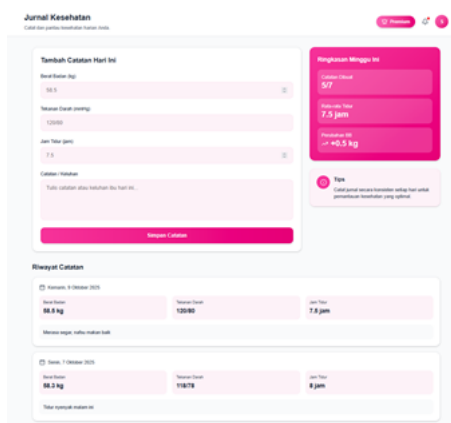 Jurnal Kesehatan
Catat dan pantau kesehatan harian Anda
Premium
Tambah Catatan Hari Ini
Berat Badan (kg)
58.5
Tekanan Darah (mmHg)
120/80
Jam Tidur (jam)
7.5
Catatan / Keluhan
Tulis catatan atau keluhan ibu hari ini...
Simpan Catatan
Ringkasan Minggu Ini
Catatan Dibuat
5/7
Rata-rata Tidur
7.5 jam
Perubahan BB
+0.5 kg
Tips
Catat jurnal secara konsisten setiap hari untuk
pemantauan kesehatan yang optimal.
Riwayat Catatan
Oktober 2025
Berat Badan
58.5 kg
Tekanan Darah
120/80
Jam Tidur
7.5 jam
Merasa segar, nafsu makan baik
Senin, 7 Oktober 2025
Berat Badan
58.3 kg
Tekanan Darah
118/78
Jam Tidur
8 jam
Tidur nyenyak malam ini